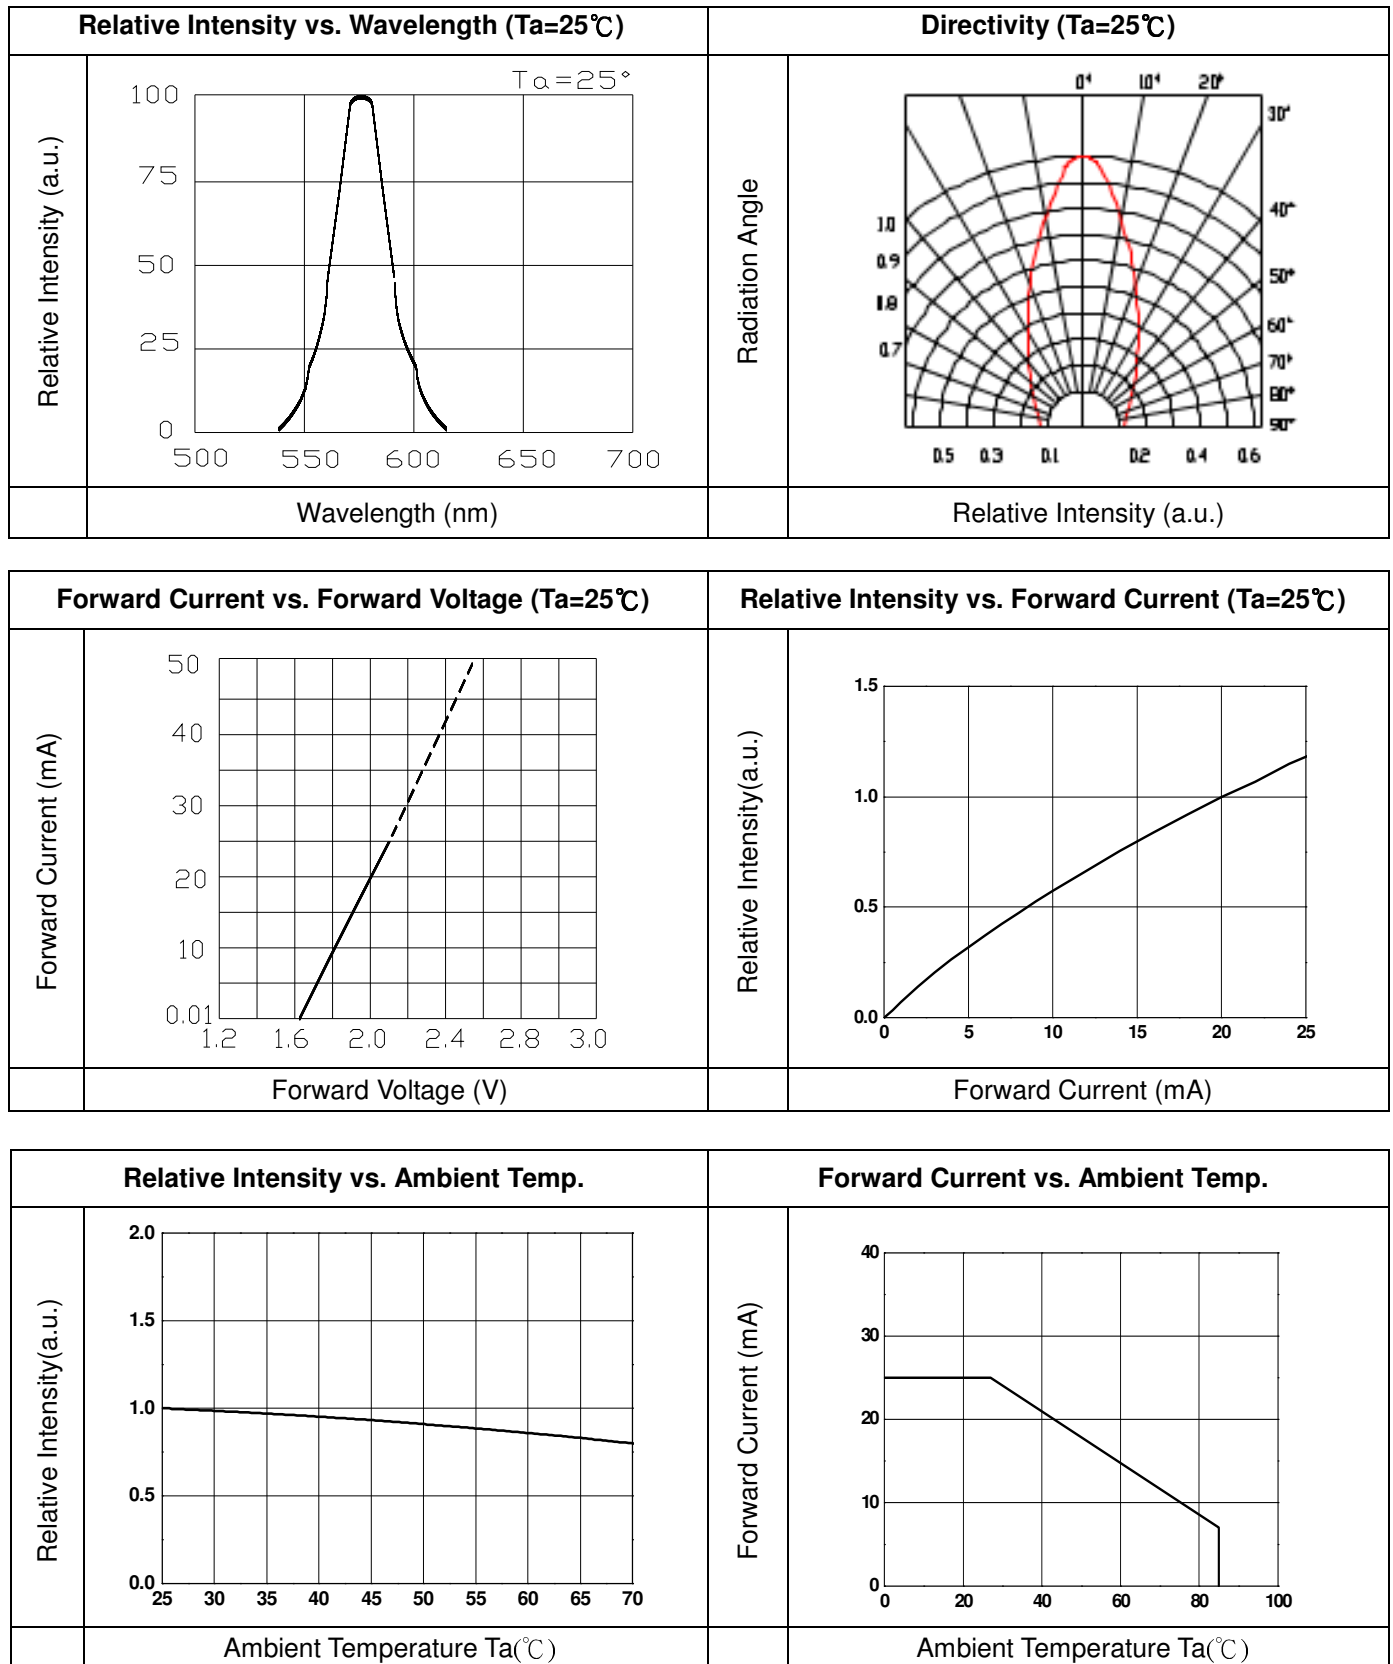 Relative Intensity vs. Wavelength (Ta=25℃)
Directivity (Ta=25℃)
Relative Intensity (a.u.)
Ta=25°
100
75
50
25
0
500 550 600 650 700
Wavelength (nm)
Radiation Angle
0° 10° 20°
30°
40°
50°
60°
70°
80°
90°
1.0
0.9
0.8
0.7
0.5 0.3 0.1 0.2 0.4 0.6
Relative Intensity (a.u.)
Forward Current vs. Forward Voltage (Ta=25℃)
Relative Intensity vs. Forward Current (Ta=25℃)
Forward Current (mA)
50
40
30
20
10
0.01
1.2 1.6 2.0 2.4 2.8 3.0
Forward Voltage (V)
Relative Intensity(a.u.)
1.5
1.0
0.5
0.0
0 5 10 15 20 25
Forward Current (mA)
Relative Intensity vs. Ambient Temp.
Forward Current vs. Ambient Temp.
Relative Intensity(a.u.)
2.0
1.5
1.0
0.5
0.0
25 30 35 40 45 50 55 60 65 70
Ambient Temperature Ta(℃)
Forward Current (mA)
40
30
20
10
0
0 20 40 60 80 100
Ambient Temperature Ta(℃)